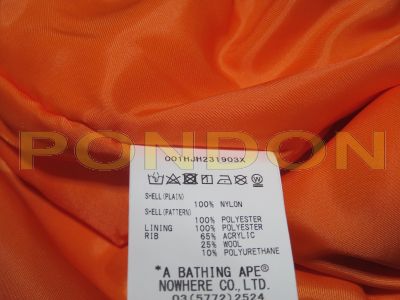 001HJH231903X
SHELL(PLAIN)
100% NYLON
SHELL(PATTERN)
100% POLYESTER
LINING 100% POLYESTER
RIB 65% ACRYLIC
25% WOOL
10% POLYURETHANE
*A BATHING APE®
NOWHERE CO.,LTD.
03(5772)2524
PONDON